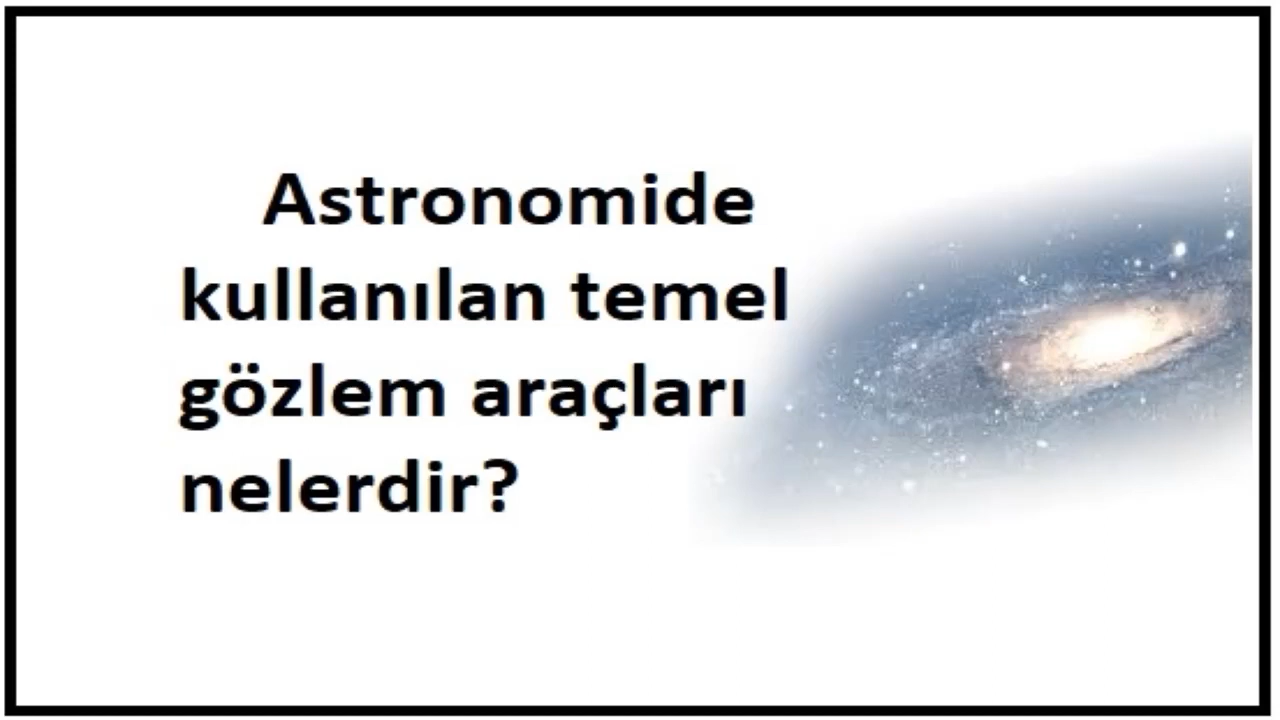 Astronomide
kullanılan temel
gözlem araçları
nelerdir?